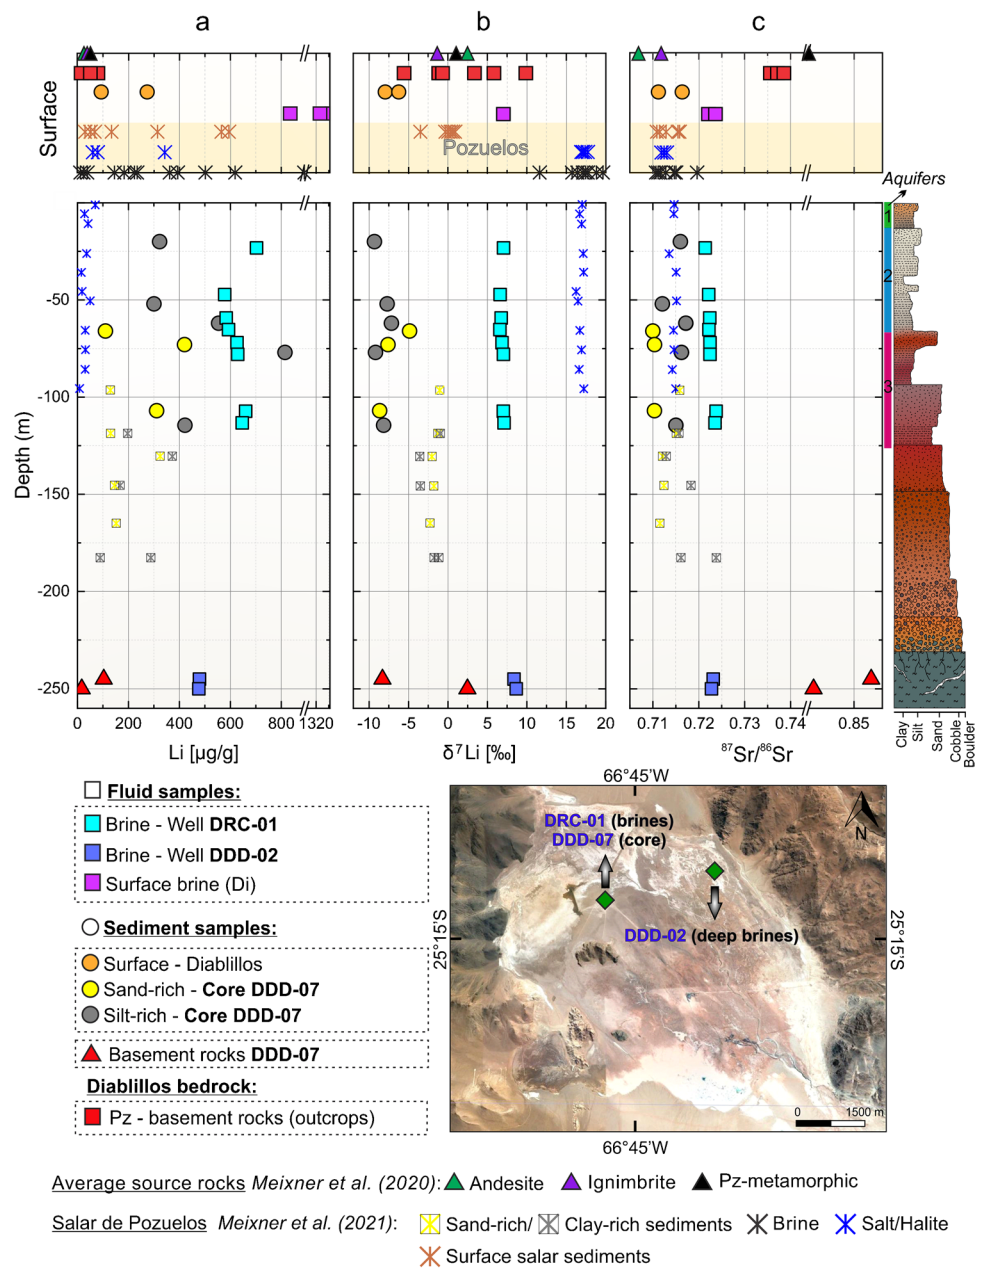 a b c
Surface
Pozuelos
Aquifers
1
2
3
-50
-100
-150
-200
-250
Depth (m)
0 200 400 600 800 1320
-10 -5 0 5 10 15 20
0.71 0.72 0.73 0.74 0.85
Li [µg/g] δ⁷Li [‰] ⁸⁷Sr/⁸⁶Sr
Clay Silt Sand Cobble Boulder
Fluid samples:
Brine - Well DRC-01
Brine - Well DDD-02
Surface brine (Di)
Sediment samples:
Surface - Diablillos
Sand-rich - Core DDD-07
Silt-rich - Core DDD-07
Basement rocks DDD-07
Diablillos bedrock:
Pz - basement rocks (outcrops)
66°45'W
DRC-01 (brines)
DDD-07 (core)
N
DDD-02 (deep brines)
25°15'S 25°15'S
0 1500 m
66°45'W
Average source rocks Meixner et al. (2020): Andesite Ignimbrite Pz-metamorphic
Salar de Pozuelos Meixner et al. (2021): Sand-rich/ Clay-rich sediments Brine Salt/Halite
Surface salar sediments